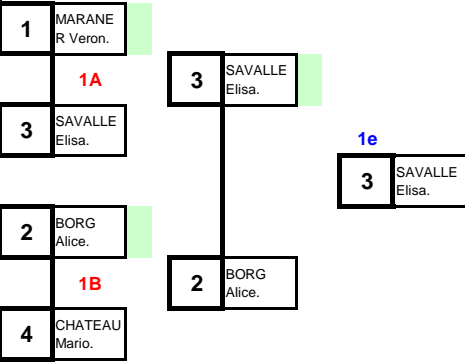 1
MARANE
R Veron.
1A
3
SAVALLE
Elisa.
2
BORG
Alice.
1B
4
CHATEAU
Mario.
3
SAVALLE
Elisa.
2
BORG
Alice.
1e
3
SAVALLE
Elisa.